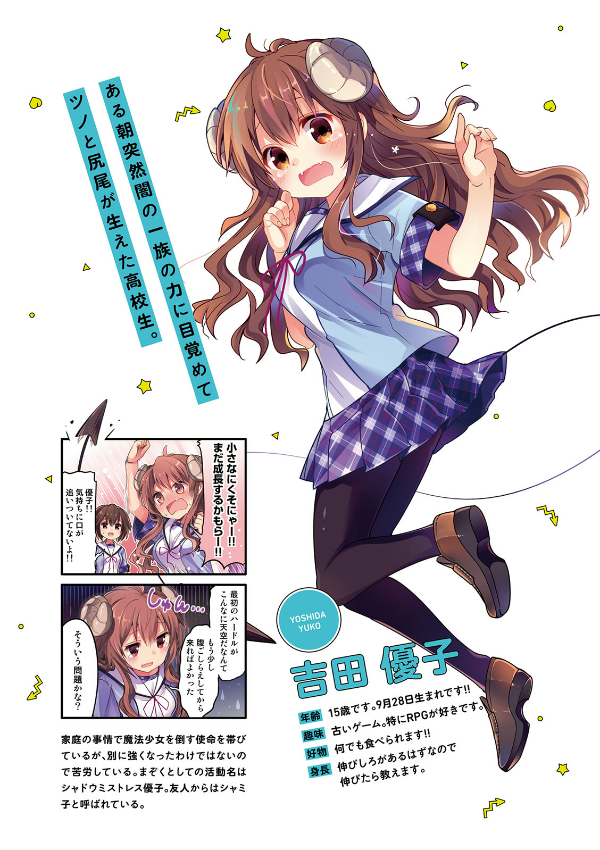 ある朝突然闇の一族の力に目覚めて
ツノと尻尾が生えた高校生。
小さなにくそにゃー!!
まだ成長するかもらー!!
優子!!
気持ちに口が
追いついてないよ!!
しゅん…
最初のハードルが
こんなに天空だなんて
もう少し
腹ごしらえしてから
来ればよかった
そういう問題かな?
YOSHIDA
YUKO
吉田 優子
年齢 15歳です。9月28日生まれです!!
趣味 古いゲーム。特にRPGが好きです。
好物 何でも食べられます!!
身長 伸びしろがあるはずなので
伸びたら教えます。
家庭の事情で魔法少女を倒す使命を帯び
ているが、別に強くなったわけではないの
で苦労している。まぞくとしての活動名は
シャドウミストレス優子。友人からはシャミ
子と呼ばれている。